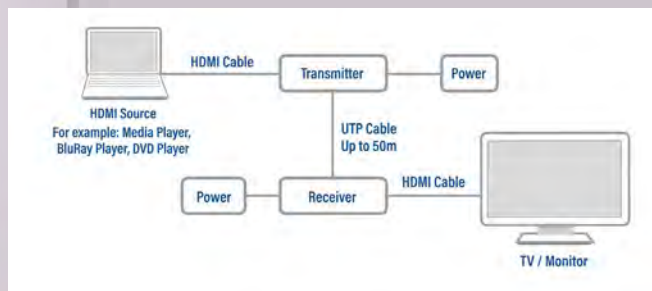 HDMI Cable
Transmitter
Power
HDMI Source
For example: Media Player,
BluRay Player, DVD Player
UTP Cable
Up to 50m
Power
Receiver
HDMI Cable
TV / Monitor